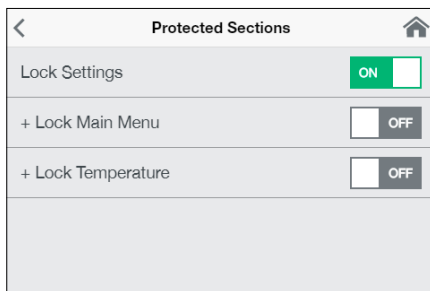 Protected Sections
Lock Settings ON
+ Lock Main Menu OFF
+ Lock Temperature OFF